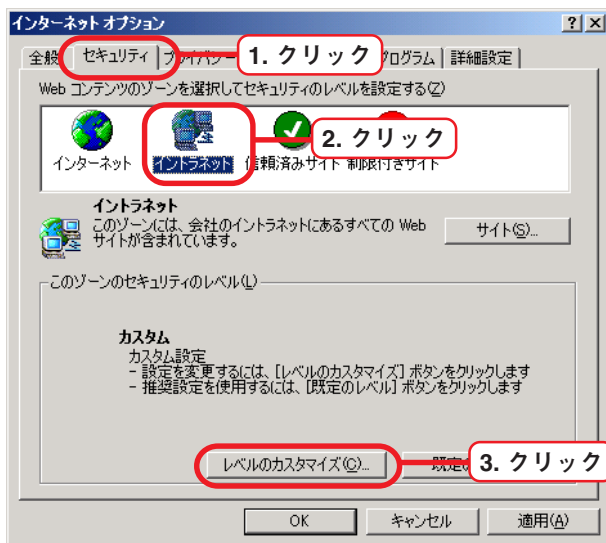 インターネット オプション
全般 セキュリティ プライバシー 1. クリック プログラム 詳細設定
Web コンテンツのゾーンを選択してセキュリティのレベルを設定する(Z)
2. クリック
インターネット イントラネット 信頼済みサイト 制限付きサイト
イントラネット
このゾーンには、会社のイントラネットにあるすべての Web
サイトが含まれています。
サイト(S)...
このゾーンのセキュリティのレベル(L)
カスタム
カスタム設定
- 設定を変更するには、[レベルのカスタマイズ] ボタンをクリックします
- 推奨設定を使用するには、[既定のレベル] ボタンをクリックします
レベルのカスタマイズ(C)... 既定 3. クリック
OK キャンセル 適用(A)